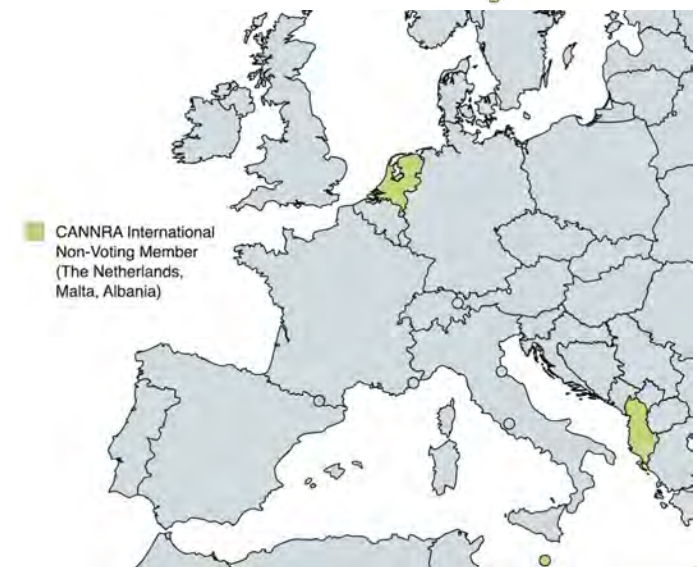 CANNRA International
Non-Voting Member
(The Netherlands,
Malta, Albania)